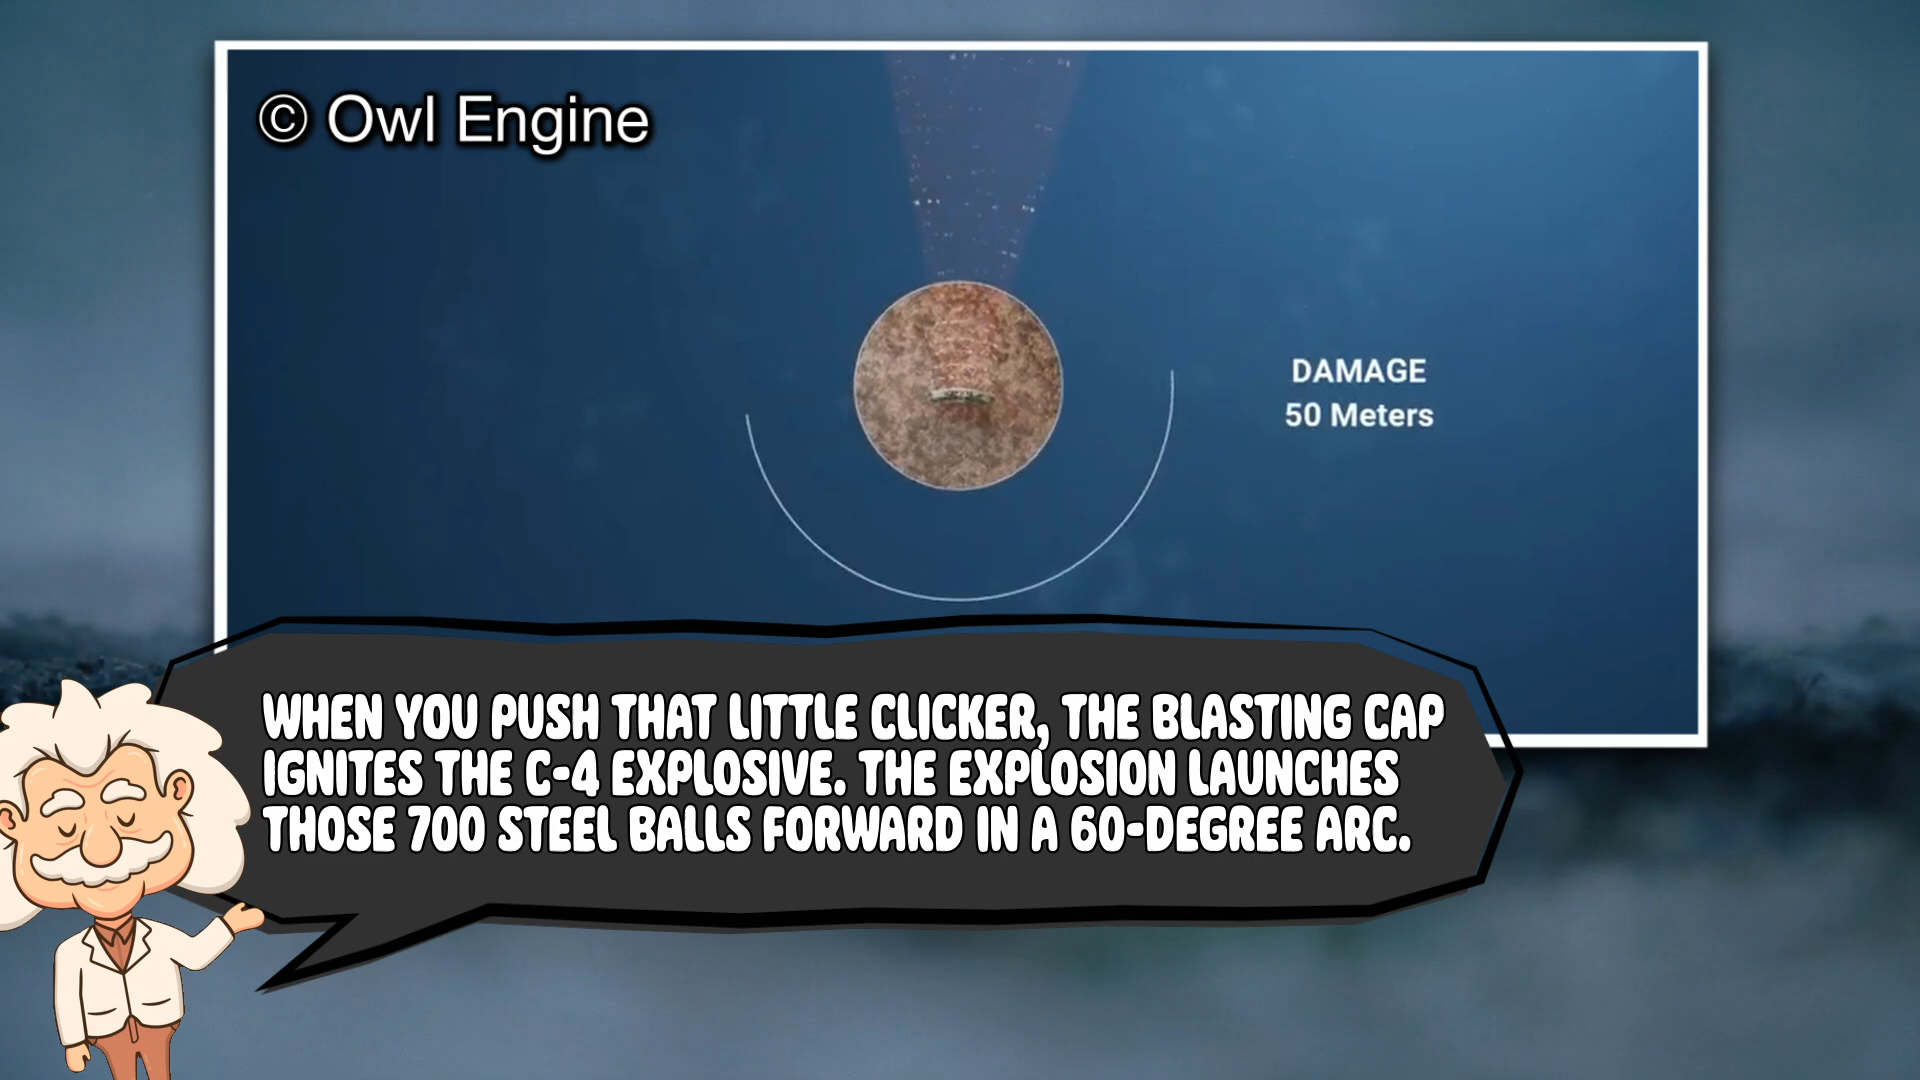 © Owl Engine
DAMAGE
50 Meters
WHEN YOU PUSH THAT LITTLE CLICKER, THE BLASTING CAP
IGNITES THE C-4 EXPLOSIVE. THE EXPLOSION LAUNCHES
THOSE 700 STEEL BALLS FORWARD IN A 60-DEGREE ARC.